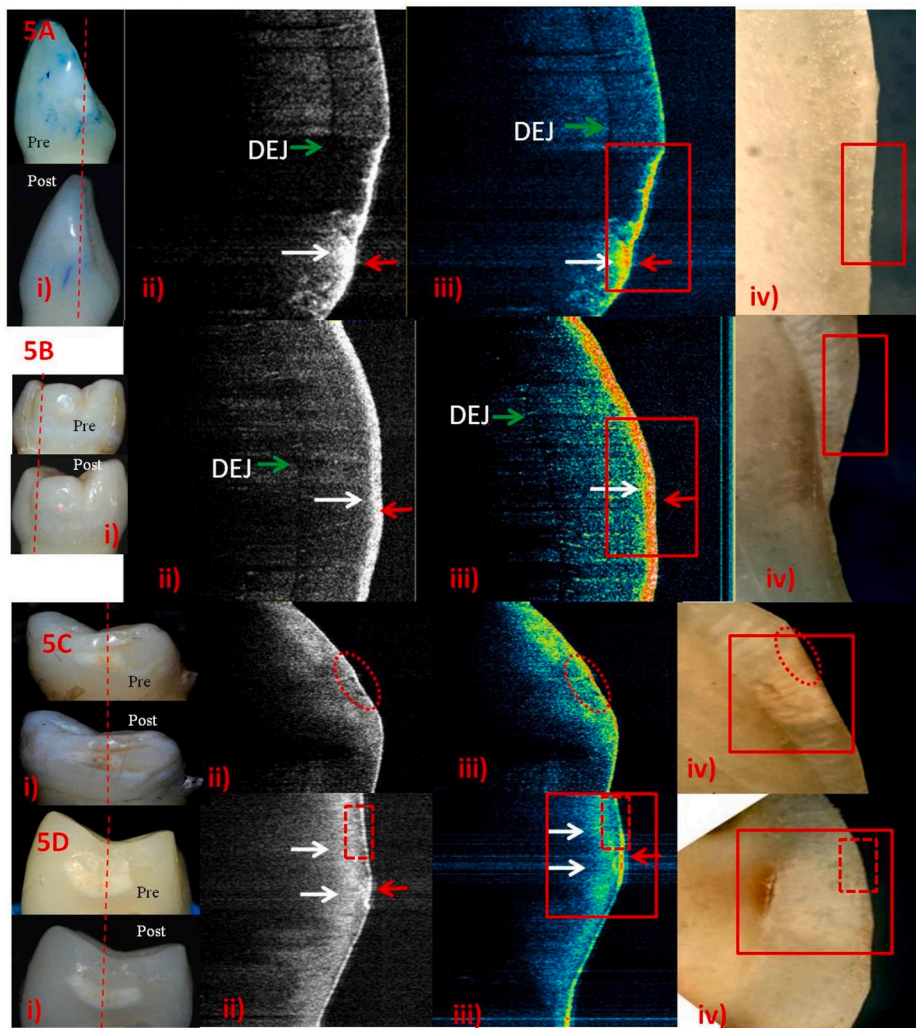 5A
Pre
Post
i)
DEJ
ii)
DEJ
iii)
iv)
5B
Pre
Post
i)
DEJ
ii)
DEJ
iii)
iv)
5C
Pre
Post
i)
ii)
iii)
iv)
5D
Pre
Post
i)
ii)
iii)
iv)